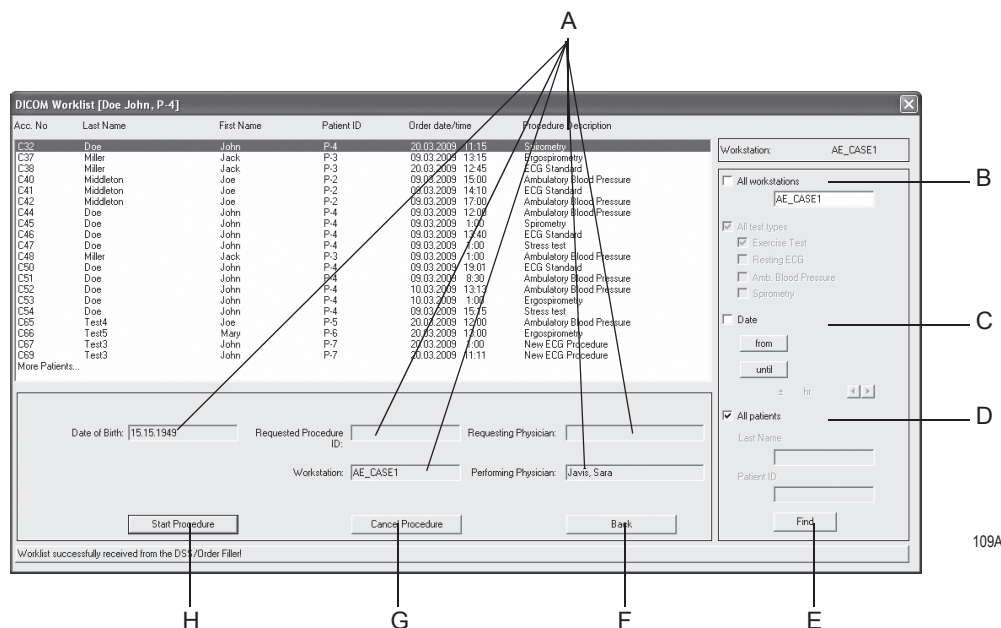 A
DICOM Worklist [Doe John, P-4]
Acc. No Last Name First Name Patient ID Order date/time Procedure Description
C32 Doe John P-4 20.03.2009 11:15 Spirometry
C37 Miller Jack P-3 09.03.2009 13:15 Ergospirometry
C38 Miller Jack P-3 20.03.2009 12:45 ECG Standard
C40 Middleton Joe P-2 09.03.2009 15:00 Ambulatory Blood Pressure
C41 Middleton Joe P-2 09.03.2009 14:10 ECG Standard
C42 Middleton Joe P-2 09.03.2009 17:00 Ambulatory Blood Pressure
C44 Doe John P-4 09.03.2009 12:00 Ambulatory Blood Pressure
C45 Doe John P-4 09.03.2009 1:00 Spirometry
C46 Doe John P-4 09.03.2009 13:40 ECG Standard
C47 Doe John P-4 09.03.2009 1:00 Stress test
C48 Miller Jack P-3 09.03.2009 1:00 Ambulatory Blood Pressure
C50 Doe John P-4 09.03.2009 19:01 ECG Standard
C51 Doe John P-4 09.03.2009 8:30 Ambulatory Blood Pressure
C52 Doe John P-4 10.03.2009 13:13 Ambulatory Blood Pressure
C53 Doe John P-4 10.03.2009 1:00 Ergospirometry
C54 Doe John P-4 09.03.2009 15:15 Stress test
C65 Test4 Joe P-5 20.03.2009 12:00 Ambulatory Blood Pressure
C66 Test5 Mary P-6 20.03.2009 13:00 Ergospirometry
C67 Test3 John P-7 20.03.2009 1:00 New ECG Procedure
C69 Test3 John P-7 20.03.2009 11:11 New ECG Procedure
More Patients...
Workstation: AE_CASE1
All workstations
B
AE_CASE1
All test types
Exercise Test
Resting ECG
Amb. Blood Pressure
Spirometry
Date
C
from
until
± hr
All patients
D
Last Name
Patient ID
Find
Date of Birth: 15.15.1949
Requested Procedure ID:
Requesting Physician:
Workstation: AE_CASE1
Performing Physician: Javis, Sara
Start Procedure Cancel Procedure Back
Worklist successfully received from the DSS/Order Filler!
109A
H G F E